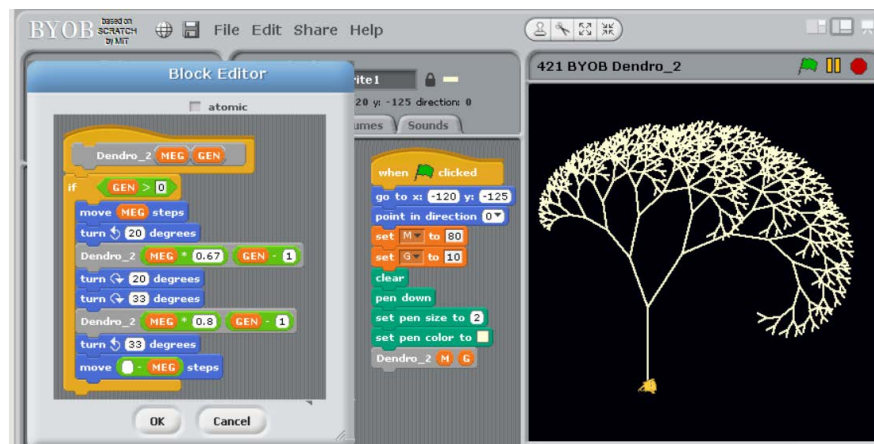 BYOB based on SCRATCH by MIT File Edit Share Help
Block Editor
atomic
Dendro_2 MEG GEN
if GEN > 0
move MEG steps
turn 20 degrees
Dendro_2 MEG * 0.67 GEN - 1
turn 20 degrees
turn 33 degrees
Dendro_2 MEG * 0.8 GEN - 1
turn 33 degrees
move - MEG steps
OK Cancel
rite1
20 y: -125 direction: 0
umes Sounds
when clicked
go to x: -120 y: -125
point in direction 0
set M to 80
set G to 10
clear
pen down
set pen size to 2
set pen color to
Dendro_2 M G
421 BYOB Dendro_2